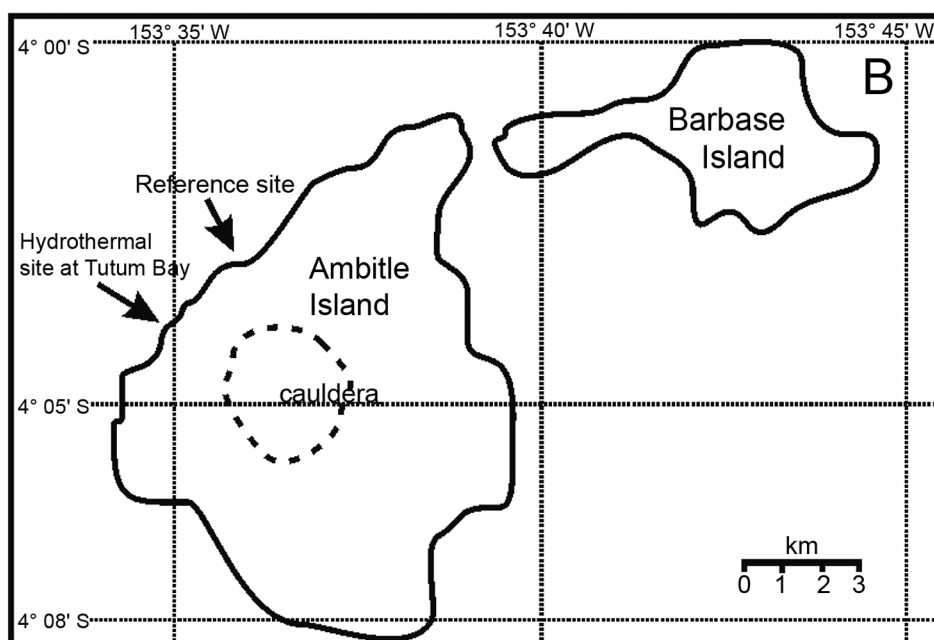 153° 35' W
153° 40' W
153° 45' W
4° 00' S
B
Barbase
Island
Reference site
Hydrothermal
site at Tutum Bay
Ambitle
Island
cauldera
4° 05' S
km
0 1 2 3
4° 08' S